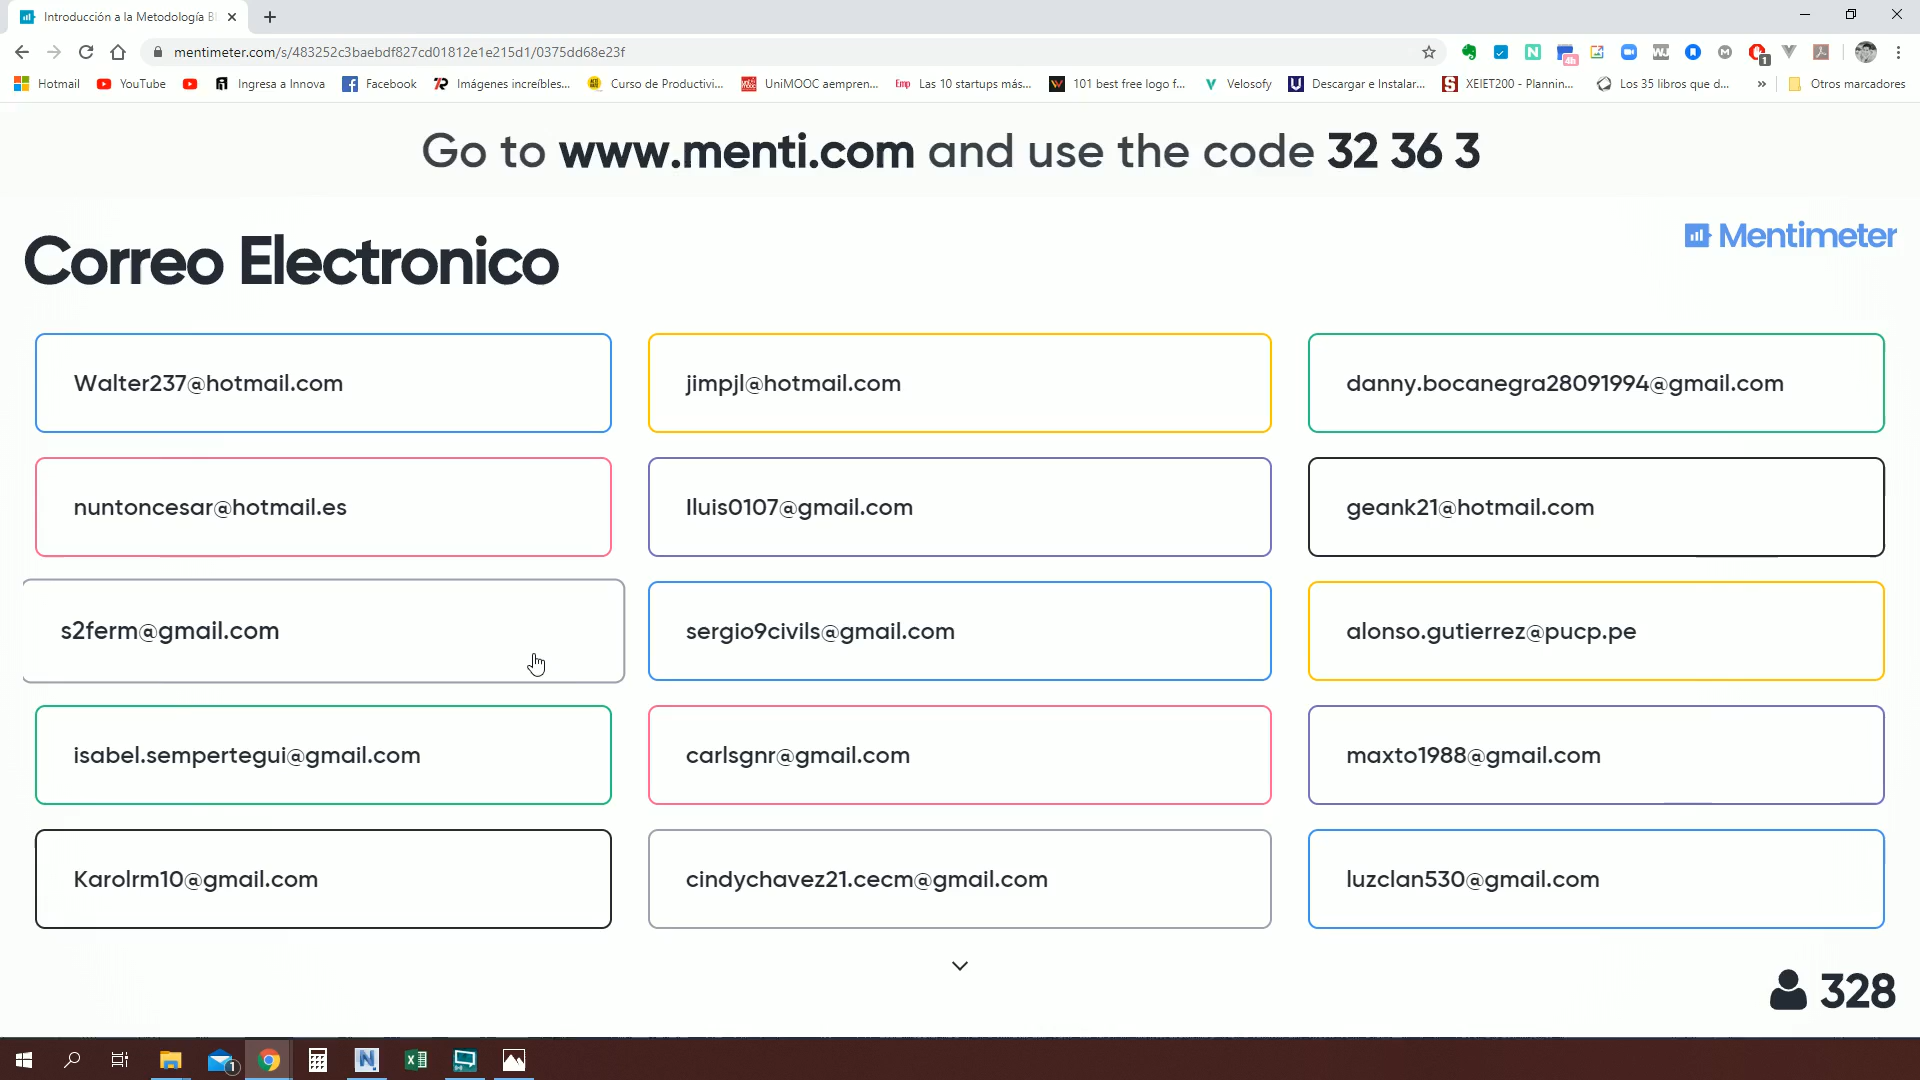 Introducción a la Metodología BI
mentimeter.com/s/483252c3baebdf827cd01812e1e215d1/0375dd68e23f
Hotmail YouTube Ingresa a Innova Facebook Imágenes increíbles... Curso de Productivi... UniMOOC aempren... Las 10 startups más... 101 best free logo f... Velosofy Descargar e Instalar... XEIET200 - Plannin... Los 35 libros que d... » Otros marcadores
Go to www.menti.com and use the code 32 36 3
Mentimeter
Correo Electronico
Walter237@hotmail.com
jimpjl@hotmail.com
danny.bocanegra28091994@gmail.com
nuntoncesar@hotmail.es
lluis0107@gmail.com
geank21@hotmail.com
s2ferm@gmail.com
sergio9civils@gmail.com
alonso.gutierrez@pucp.pe
isabel.sempertegui@gmail.com
carlsgnr@gmail.com
maxto1988@gmail.com
Karolrm10@gmail.com
cindychavez21.cecm@gmail.com
luzclan530@gmail.com
328